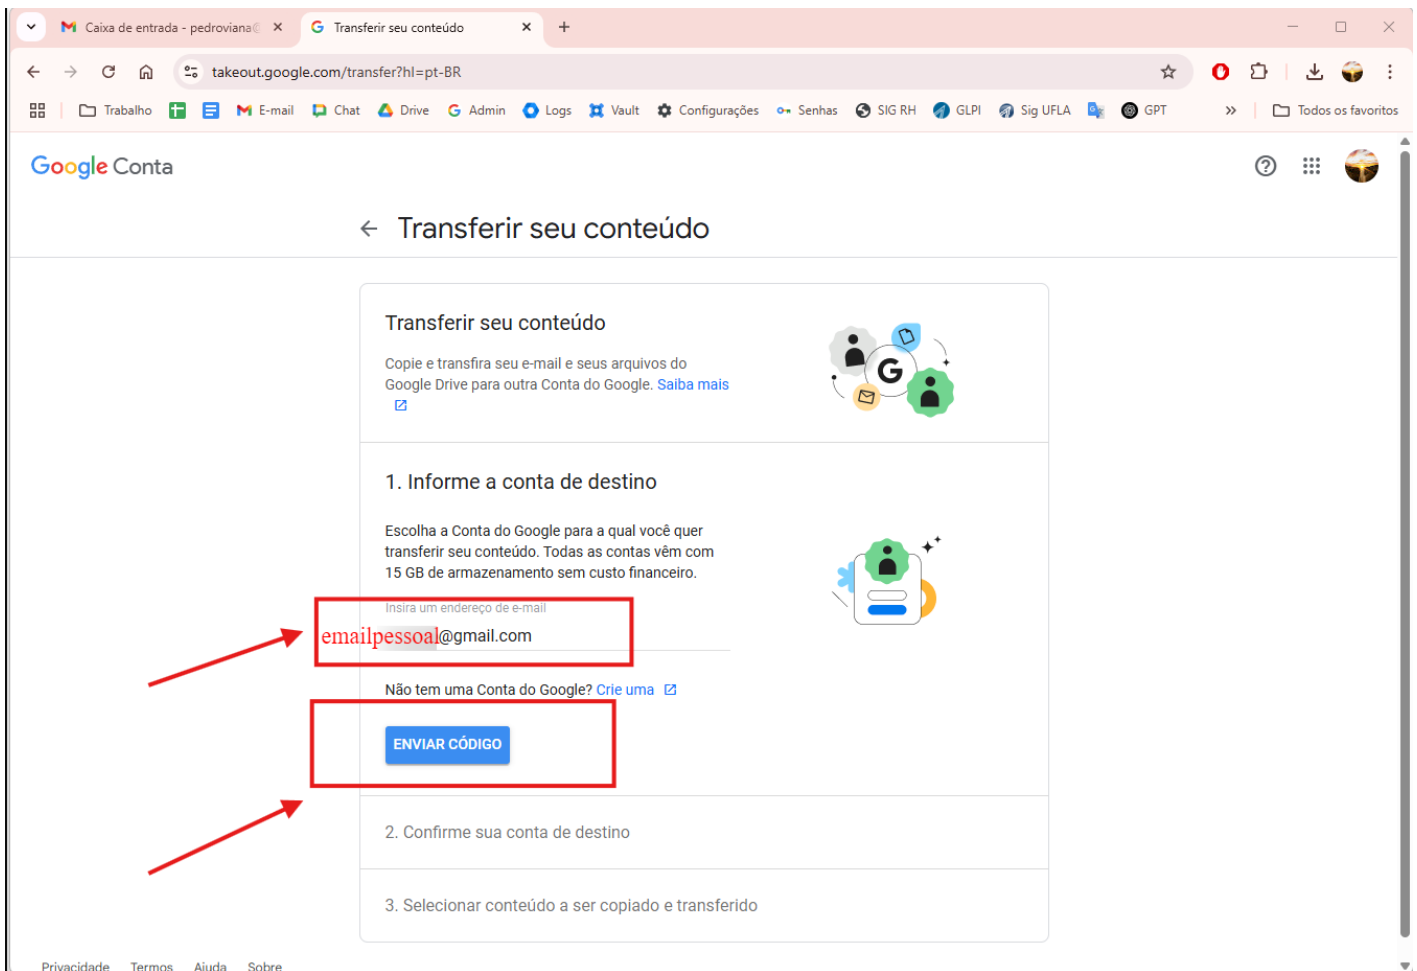 Caixa de entrada - pedroviana@
Transferir seu conteúdo
takeout.google.com/transfer?hl=pt-BR
Trabalho E-mail Chat Drive Admin Logs Vault Configurações Senhas SIG RH GLPI Sig UFLA GPT » Todos os favoritos
Google Conta
Transferir seu conteúdo
Transferir seu conteúdo
Copie e transfira seu e-mail e seus arquivos do
Google Drive para outra Conta do Google. Saiba mais
1. Informe a conta de destino
Escolha a Conta do Google para a qual você quer
transferir seu conteúdo. Todas as contas vêm com
15 GB de armazenamento sem custo financeiro.
Insira um endereço de e-mail
emailpessoal@gmail.com
Não tem uma Conta do Google? Crie uma
ENVIAR CÓDIGO
2. Confirme sua conta de destino
3. Selecionar conteúdo a ser copiado e transferido
Privacidade Termos Ajuda Sobre